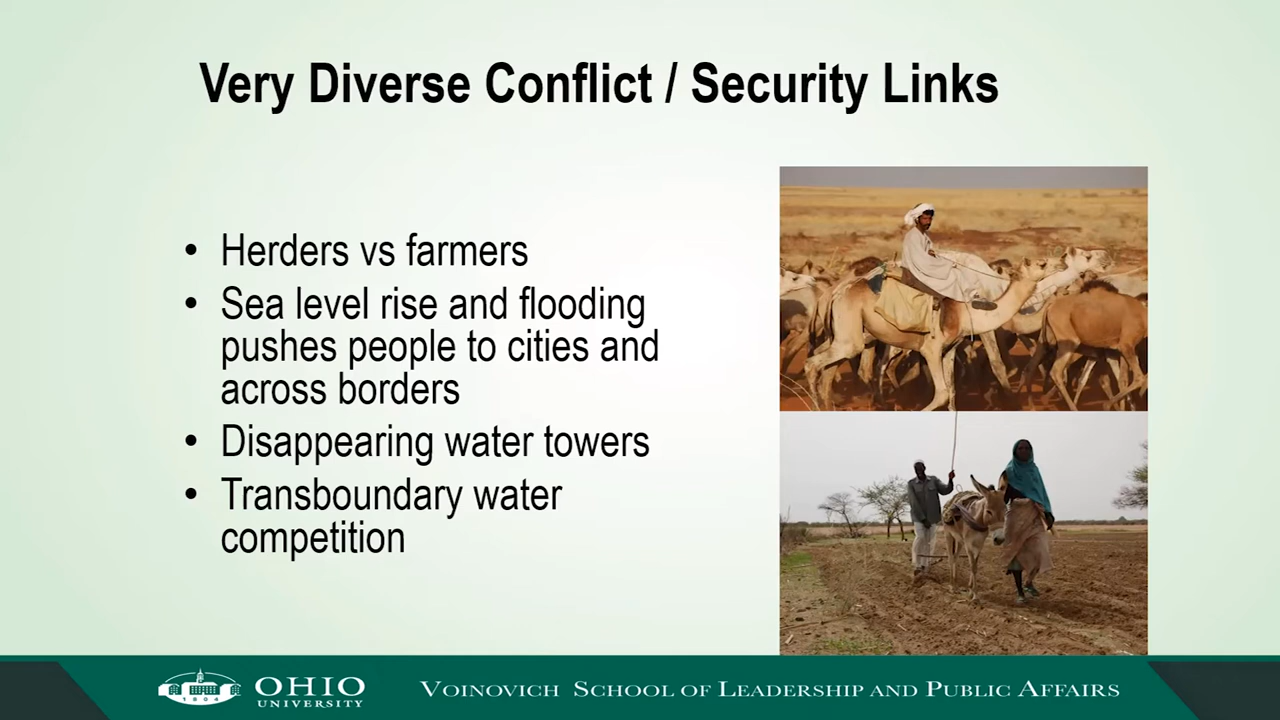 Very Diverse Conflict / Security Links
• Herders vs farmers
• Sea level rise and flooding
pushes people to cities and
across borders
• Disappearing water towers
• Transboundary water
competition
1804
OHIO
UNIVERSITY
VOINOVICH SCHOOL OF LEADERSHIP AND PUBLIC AFFAIRS